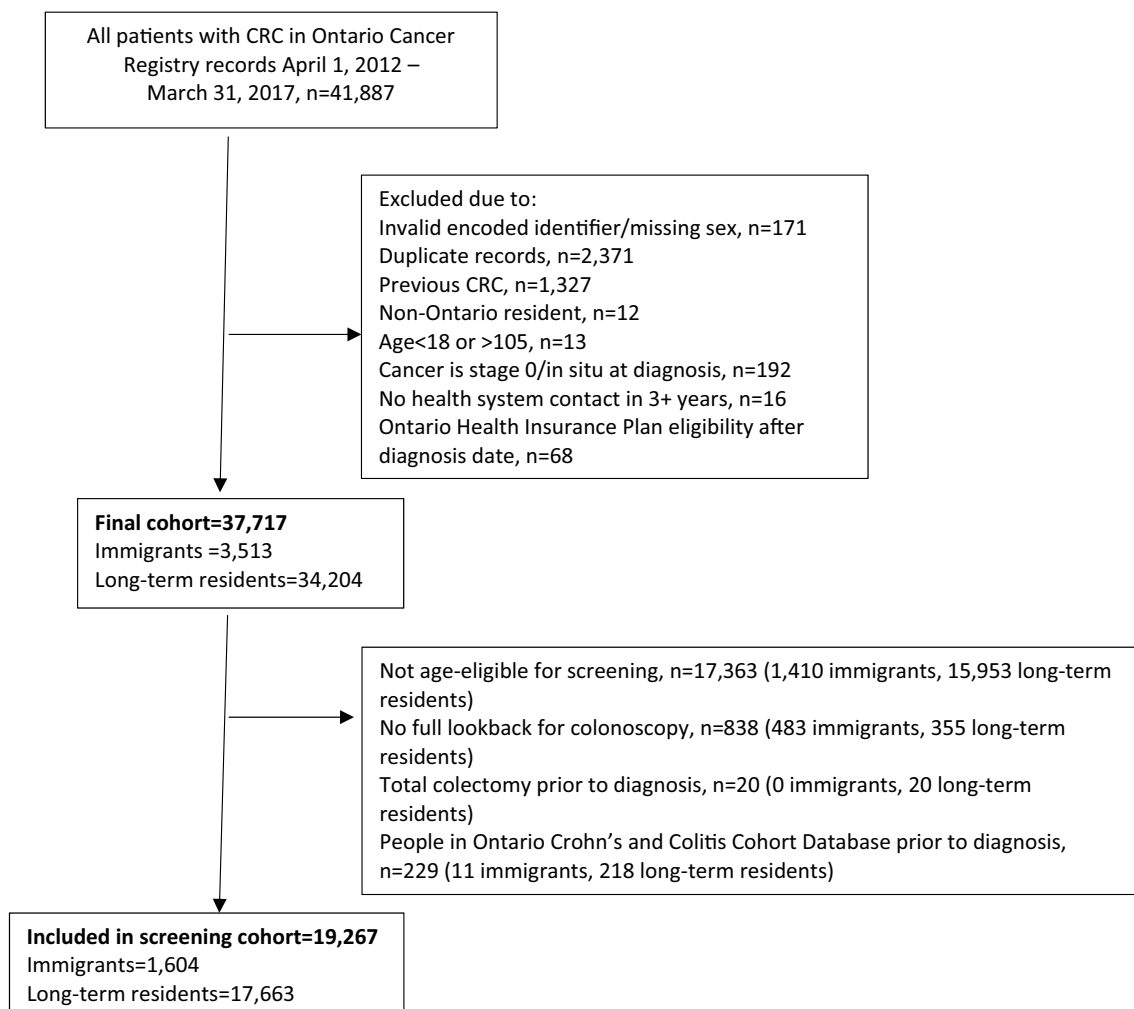 All patients with CRC in Ontario Cancer
Registry records April 1, 2012 –
March 31, 2017, n=41,887
Excluded due to:
Invalid encoded identifier/missing sex, n=171
Duplicate records, n=2,371
Previous CRC, n=1,327
Non-Ontario resident, n=12
Age<18 or >105, n=13
Cancer is stage 0/in situ at diagnosis, n=192
No health system contact in 3+ years, n=16
Ontario Health Insurance Plan eligibility after
diagnosis date, n=68
Final cohort=37,717
Immigrants =3,513
Long-term residents=34,204
Not age-eligible for screening, n=17,363 (1,410 immigrants, 15,953 long-term
residents)
No full lookback for colonoscopy, n=838 (483 immigrants, 355 long-term
residents)
Total colectomy prior to diagnosis, n=20 (0 immigrants, 20 long-term
residents)
People in Ontario Crohn’s and Colitis Cohort Database prior to diagnosis,
n=229 (11 immigrants, 218 long-term residents)
Included in screening cohort=19,267
Immigrants=1,604
Long-term residents=17,663